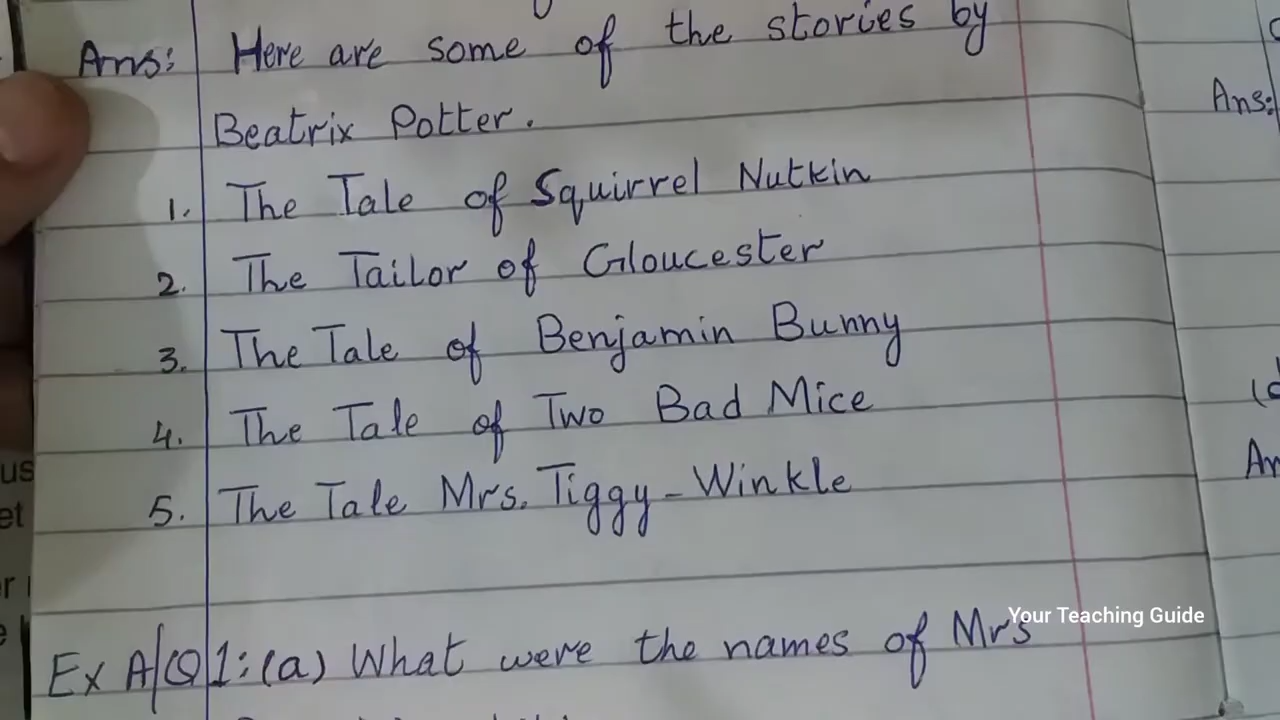 Ans: Here are some of the stories by
Beatrix Potter.
1. The Tale of Squirrel Nutkin
2. The Tailor of Gloucester
3. The Tale of Benjamin Bunny
4. The Tale of Two Bad Mice
5. The Tale Mrs. Tiggy-Winkle
Ex A/Q1:(a) What were the names of Mrs
Your Teaching Guide
Ans:
us
et